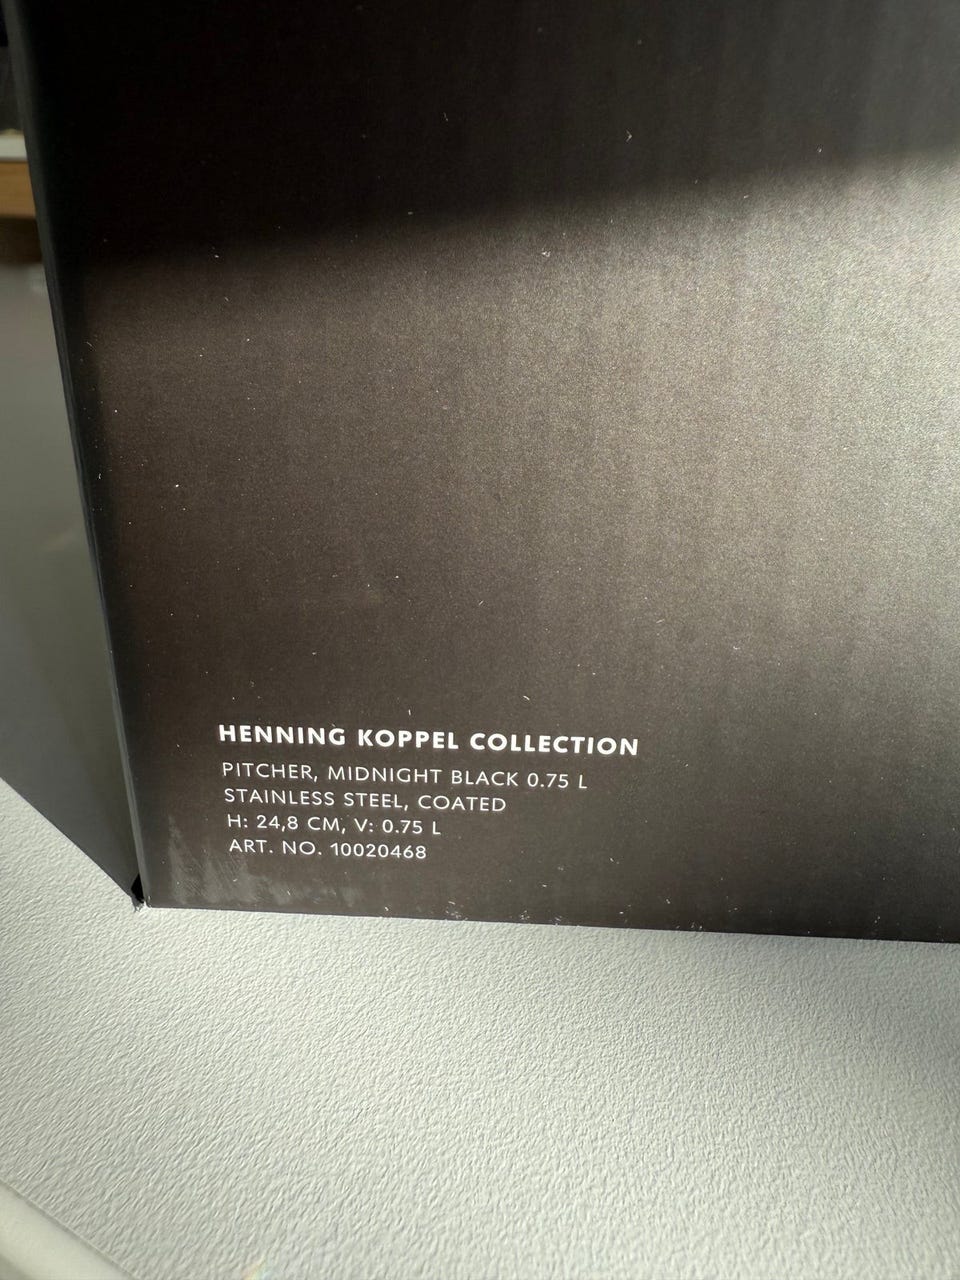 HENNING KOPPEL COLLECTION
PITCHER, MIDNIGHT BLACK 0.75 L
STAINLESS STEEL, COATED
H: 24,8 CM, V: 0.75 L
ART. NO. 10020468